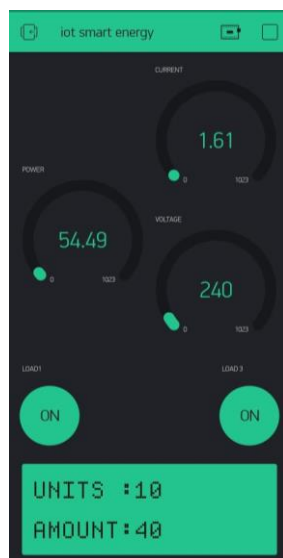 iot smart energy
CURRENT
1.61
0 1023
POWER
54.49
0 1023
VOLTAGE
240
0 1023
LOAD1 LOAD 3
ON ON
UNITS :10
AMOUNT:40